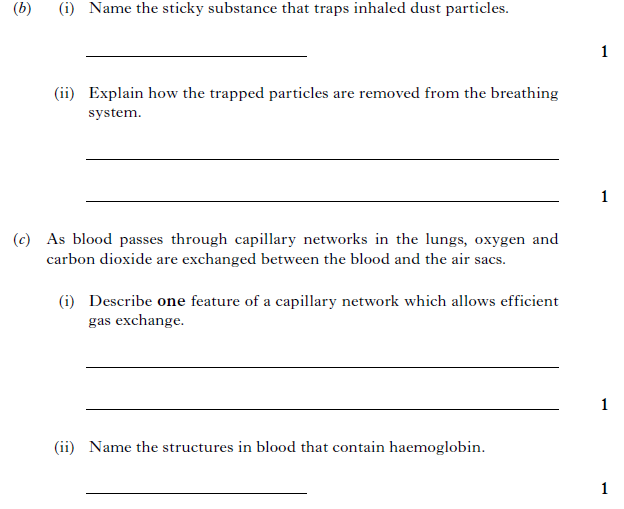 (b) (i) Name the sticky substance that traps inhaled dust particles.
1
(ii) Explain how the trapped particles are removed from the breathing
system.
1
(c) As blood passes through capillary networks in the lungs, oxygen and
carbon dioxide are exchanged between the blood and the air sacs.
(i) Describe one feature of a capillary network which allows efficient
gas exchange.
1
(ii) Name the structures in blood that contain haemoglobin.
1